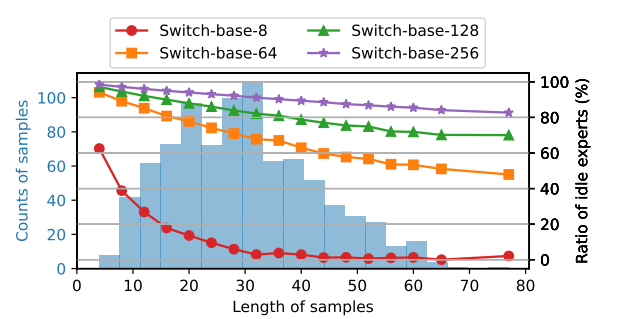 Switch-base-8
Switch-base-128
Switch-base-64
Switch-base-256
Counts of samples
100
80
60
40
20
0
100
80
60
40
20
0
Ratio of idle experts (%)
0 10 20 30 40 50 60 70 80
Length of samples